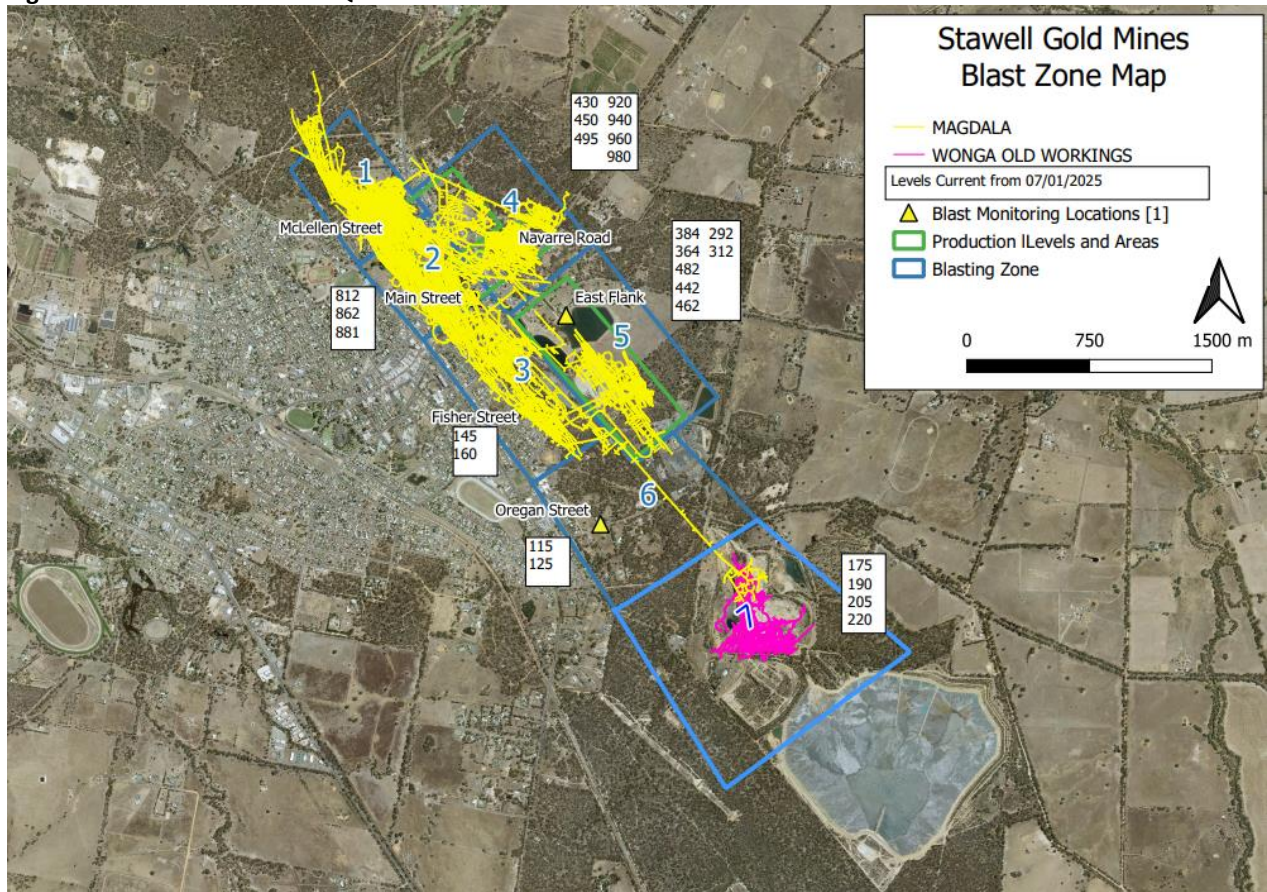 Stawell Gold Mines
Blast Zone Map
MAGDALA
WONGA OLD WORKINGS
Levels Current from 07/01/2025
Blast Monitoring Locations [1]
Production lLevels and Areas
Blasting Zone
0 750 1500 m
430 920
450 940
495 960
980
1
4
McLellen Street
Navarre Road
2
384 292
364 312
482
442
462
812
862
881
Main Street
East Flank
5
3
Fisher Street
145
160
6
Oregan Street
115
125
175
190
205
220
7